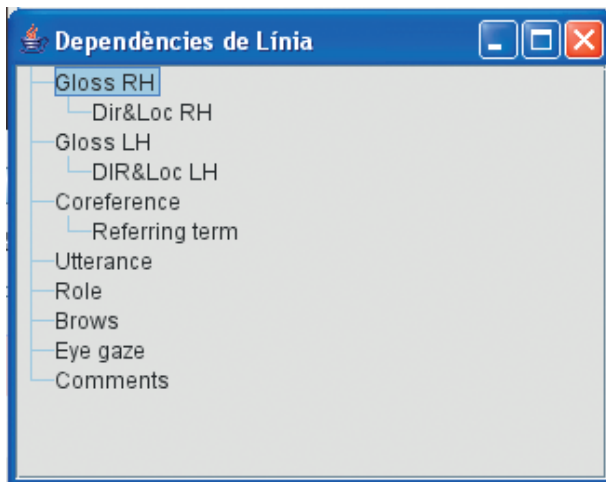 Dependències de Línia
Gloss RH
Dir&Loc RH
Gloss LH
DIR&Loc LH
Coreference
Referring term
Utterance
Role
Brows
Eye gaze
Comments